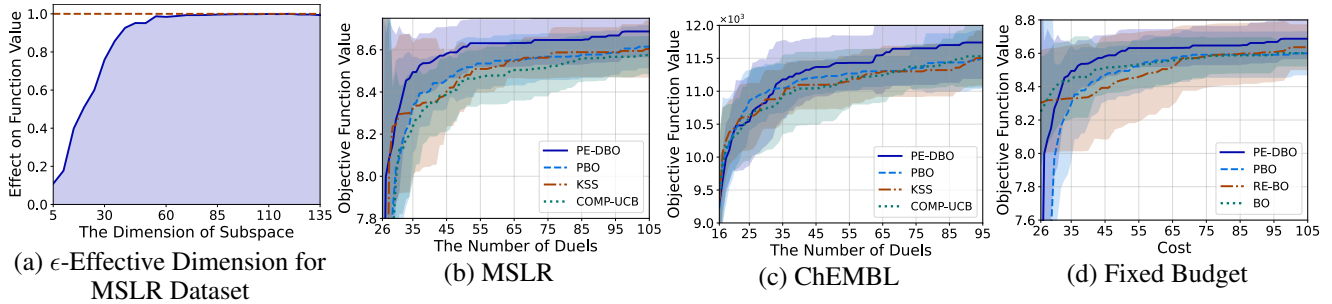 Effect on Function Value
1.0
0.8
0.6
0.4
0.2
0.0
5 30 60 85 110 135
The Dimension of Subspace
(a) ϵ-Effective Dimension for
MSLR Dataset
Objective Function Value
8.6
8.4
8.2
8.0
7.8
PE-DBO
PBO
KSS
COMP-UCB
26 35 45 55 65 75 85 95 105
The Number of Duels
(b) MSLR
×10³
Objective Function Value
12.0
11.5
11.0
10.5
10.0
9.5
9.0
PE-DBO
PBO
KSS
COMP-UCB
16 25 35 45 55 65 75 85 95
The Number of Duels
(c) ChEMBL
Objective Function Value
8.8
8.6
8.4
8.2
8.0
7.8
7.6
PE-DBO
PBO
RE-BO
BO
26 35 45 55 65 75 85 95 105
Cost
(d) Fixed Budget